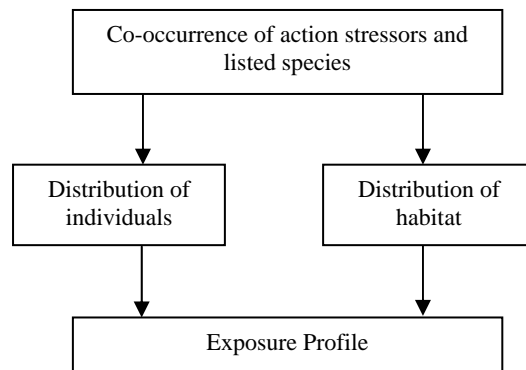 Co-occurrence of action stressors and
listed species
Distribution of
individuals
Distribution of
habitat
Exposure Profile